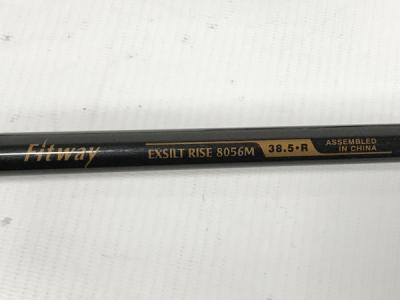 Fitway EXSILT RISE 8056M 38.5·R ASSEMBLED
IN CHINA